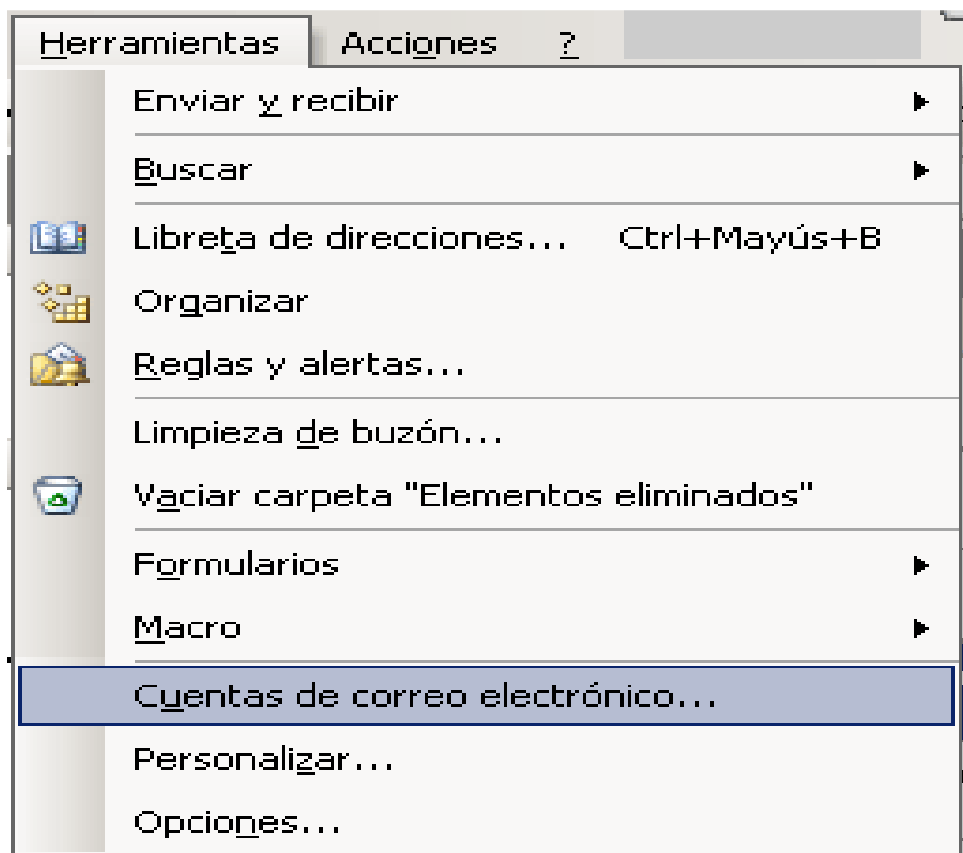 Herramientas Acciones ?
Enviar y recibir
Buscar
Libreta de direcciones... Ctrl+Mayús+B
Organizar
Reglas y alertas...
Limpieza de buzón...
Vaciar carpeta "Elementos eliminados"
Formularios
Macro
Cuentas de correo electrónico...
Personalizar...
Opciones...